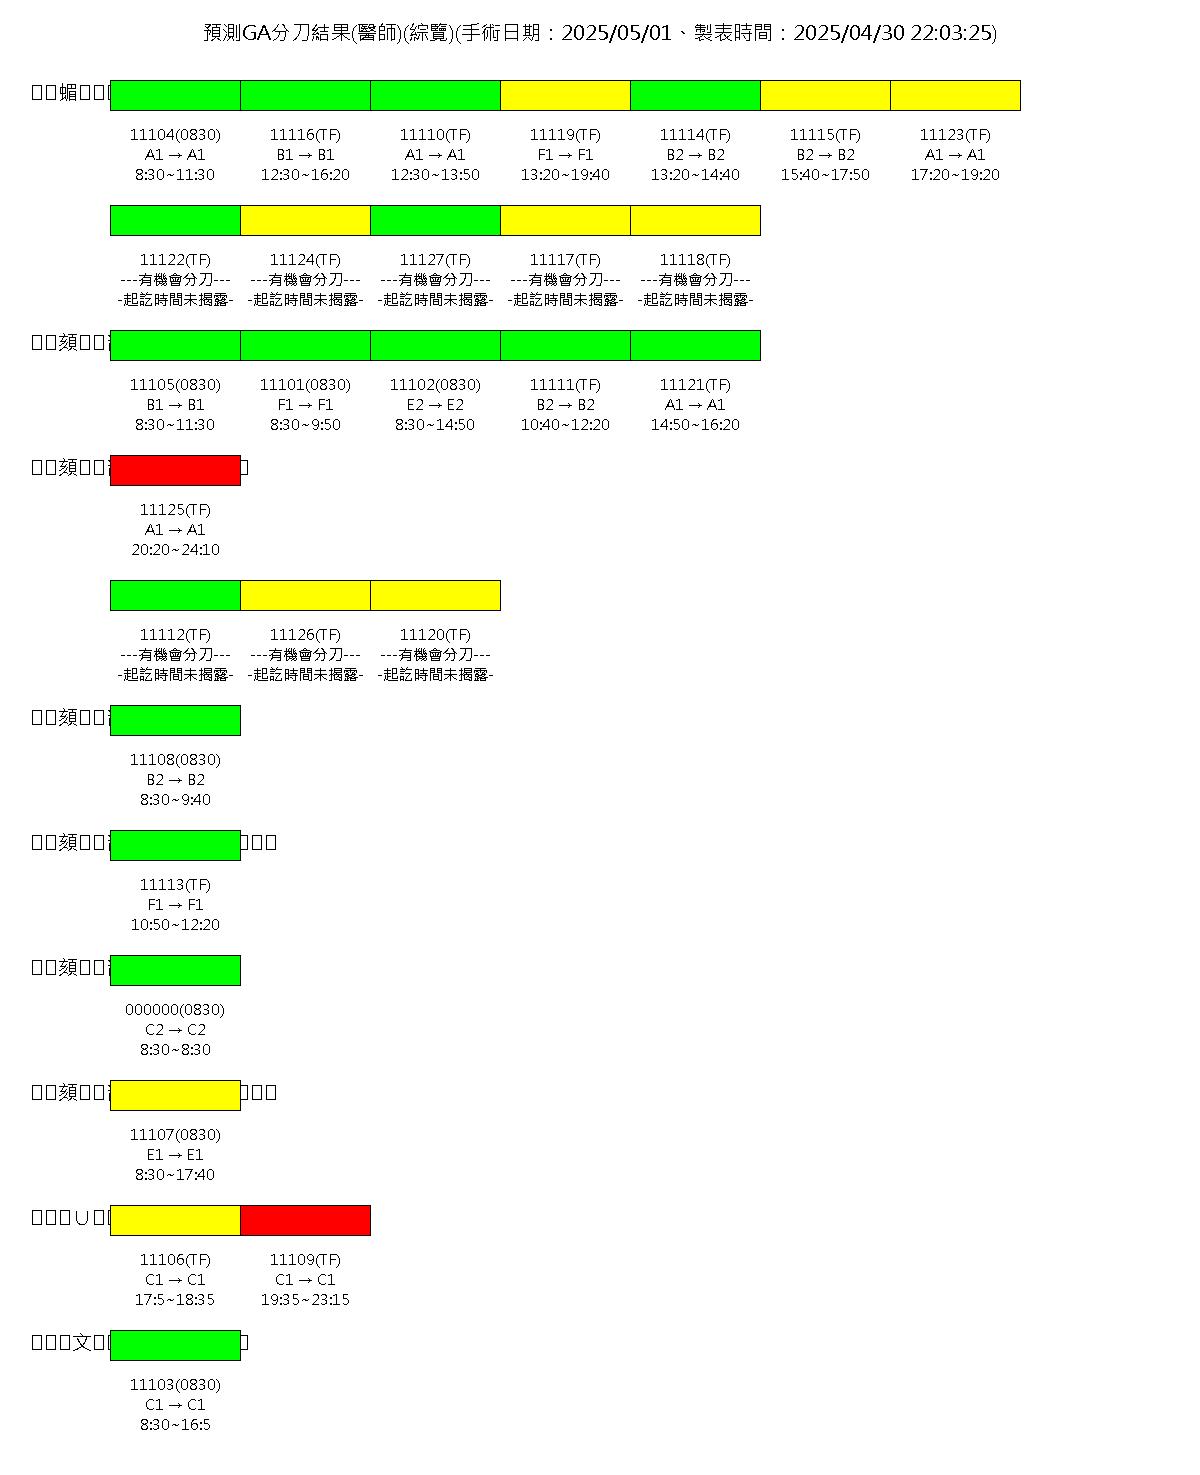 預測GA分刀結果(醫師)(綜覽)(手術日期：2025/05/01、製表時間：2025/04/30 22:03:25)
11104(0830) 11116(TF) 11110(TF) 11119(TF) 11114(TF) 11115(TF) 11123(TF)
A1 → A1 B1 → B1 A1 → A1 F1 → F1 B2 → B2 B2 → B2 A1 → A1
8:30~11:30 12:30~16:20 12:30~13:50 13:20~19:40 13:20~14:40 15:40~17:50 17:20~19:20
11122(TF) 11124(TF) 11127(TF) 11117(TF) 11118(TF)
---有機會分刀--- ---有機會分刀--- ---有機會分刀--- ---有機會分刀--- ---有機會分刀---
-起訖時間未揭露- -起訖時間未揭露- -起訖時間未揭露- -起訖時間未揭露- -起訖時間未揭露-
11105(0830) 11101(0830) 11102(0830) 11111(TF) 11121(TF)
B1 → B1 F1 → F1 E2 → E2 B2 → B2 A1 → A1
8:30~11:30 8:30~9:50 8:30~14:50 10:40~12:20 14:50~16:20
11125(TF)
A1 → A1
20:20~24:10
11112(TF) 11126(TF) 11120(TF)
---有機會分刀--- ---有機會分刀--- ---有機會分刀---
-起訖時間未揭露- -起訖時間未揭露- -起訖時間未揭露-
11108(0830)
B2 → B2
8:30~9:40
11113(TF)
F1 → F1
10:50~12:20
000000(0830)
C2 → C2
8:30~8:30
11107(0830)
E1 → E1
8:30~17:40
11106(TF) 11109(TF)
C1 → C1 C1 → C1
17:5~18:35 19:35~23:15
文
11103(0830)
C1 → C1
8:30~16:5